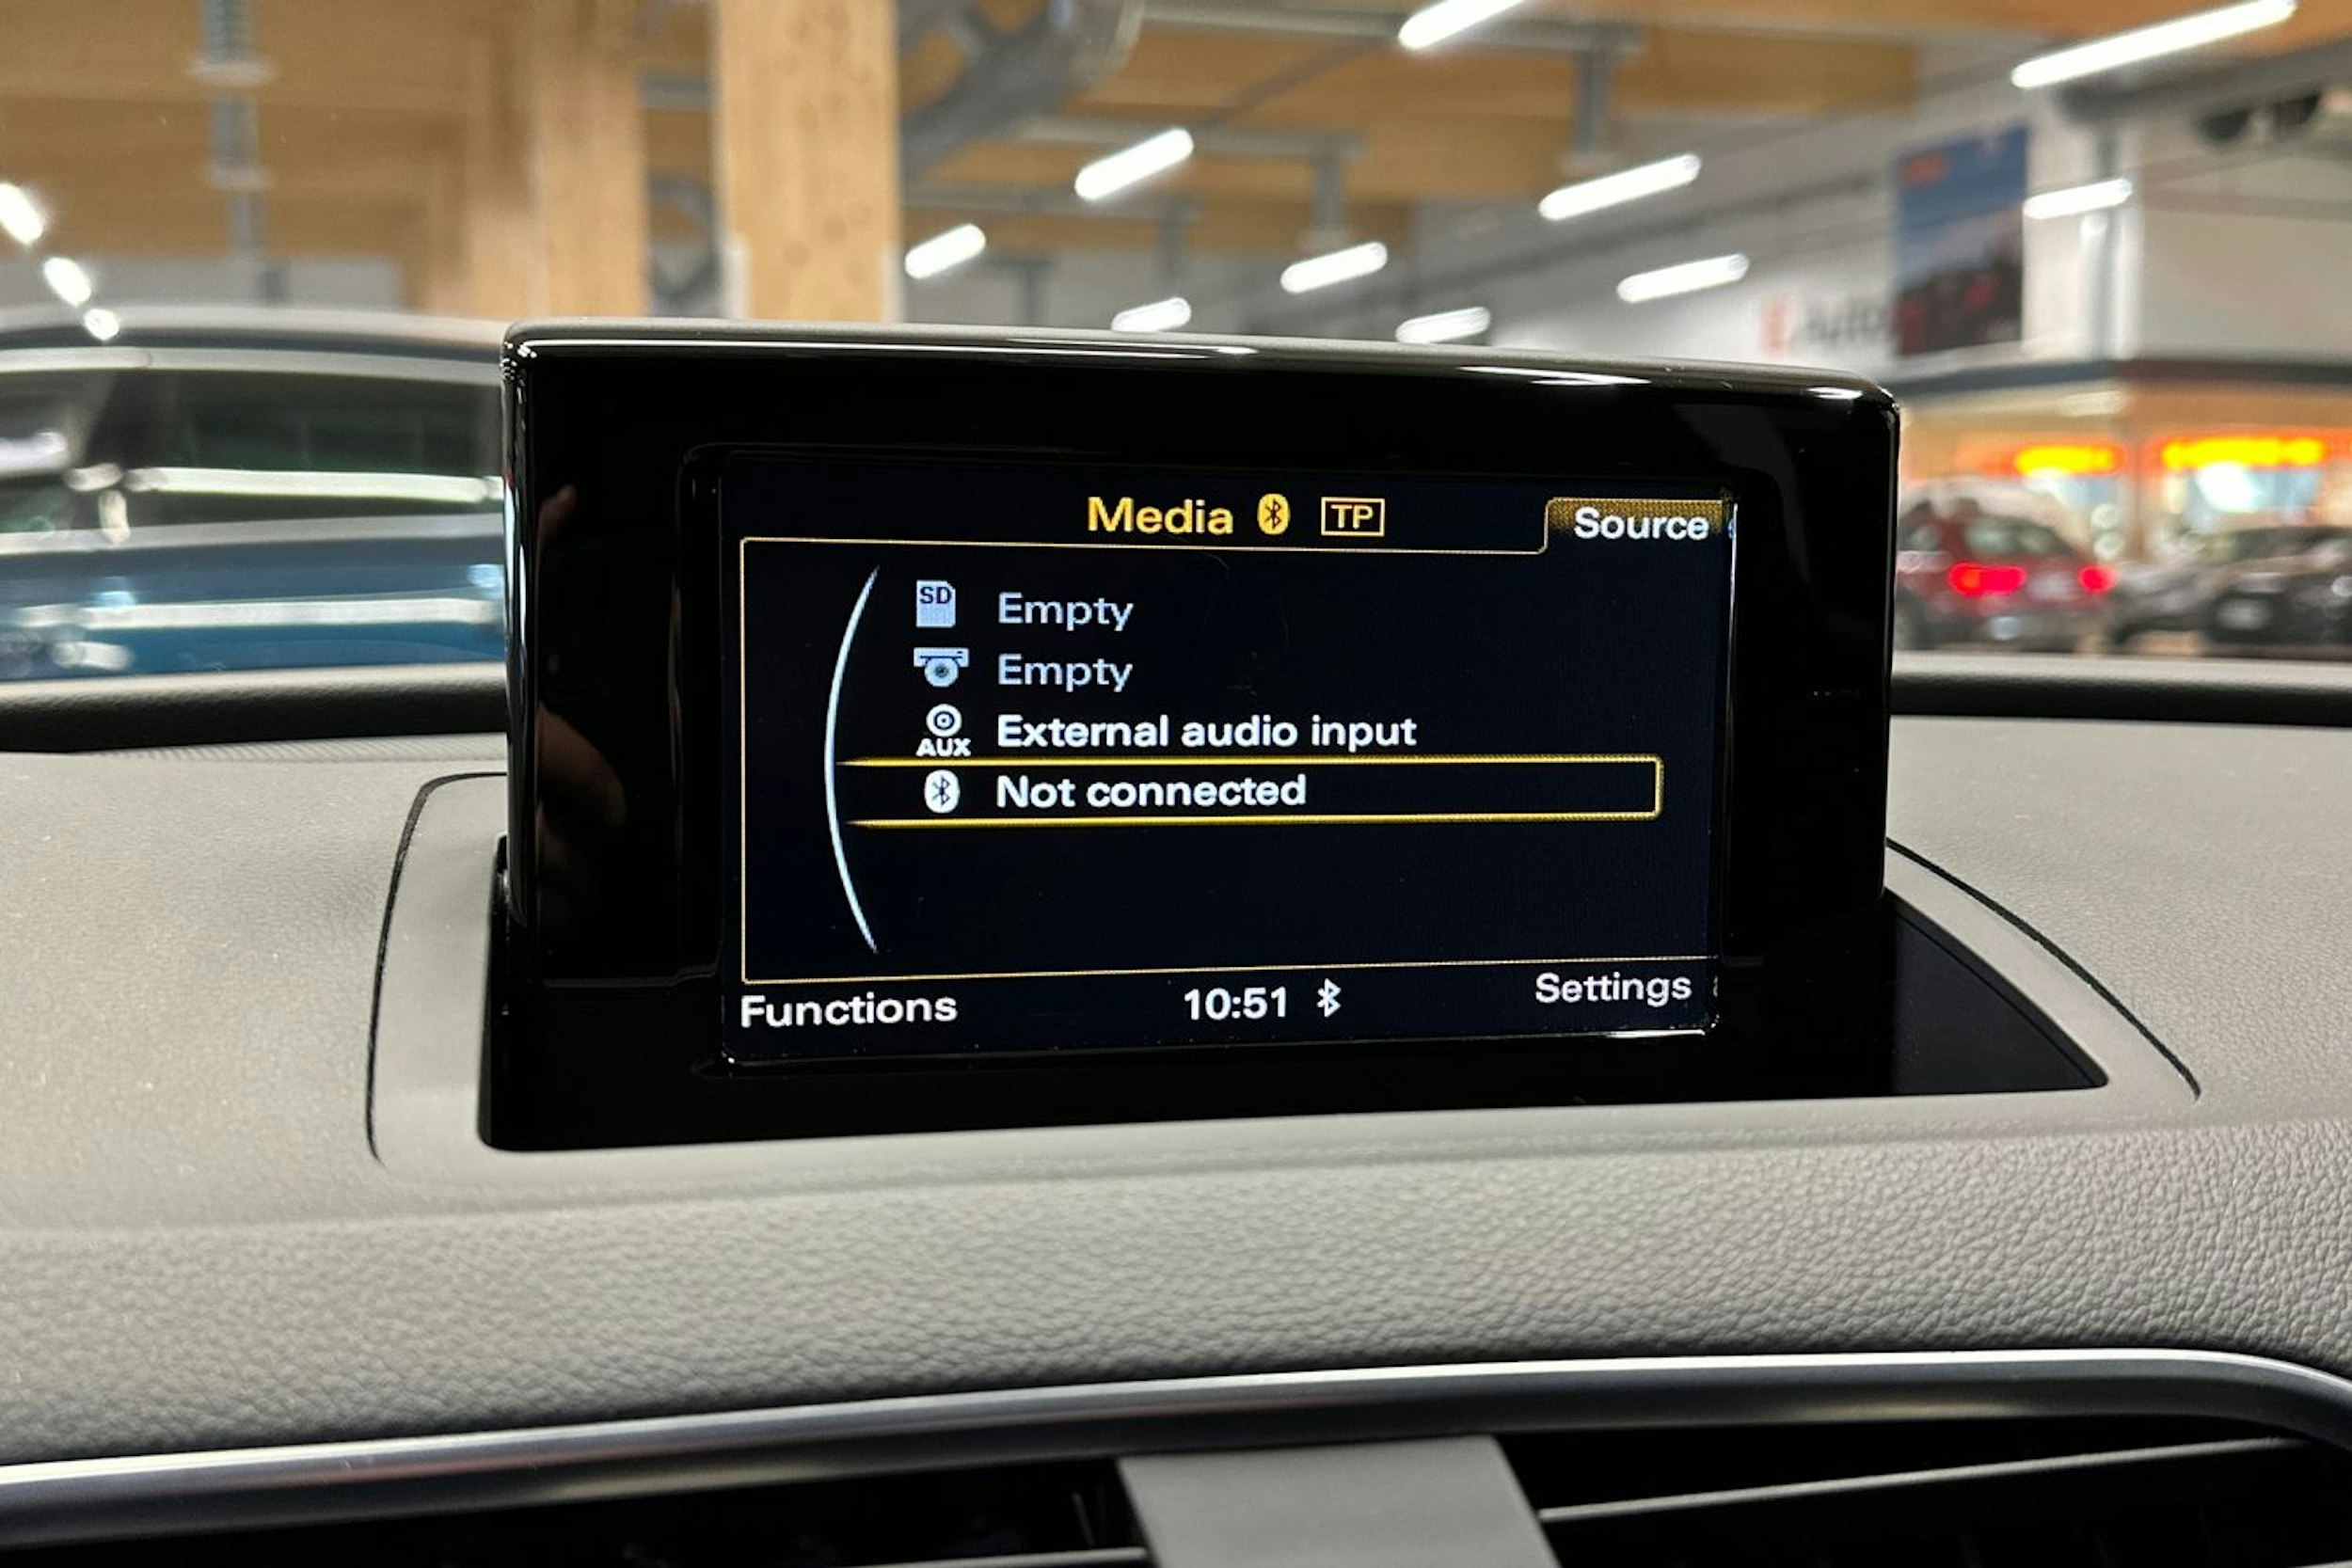 Media TP Source
SD Empty
Empty
AUX External audio input
Not connected
Functions 10:51 Settings